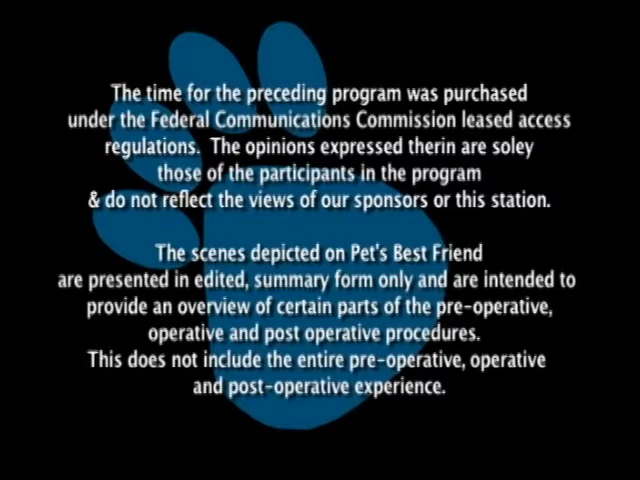 The time for the preceding program was purchased
under the Federal Communications Commission leased access
regulations. The opinions expressed therin are soley
those of the participants in the program
& do not reflect the views of our sponsors or this station.
The scenes depicted on Pet's Best Friend
are presented in edited, summary form only and are intended to
provide an overview of certain parts of the pre-operative,
operative and post operative procedures.
This does not include the entire pre-operative, operative
and post-operative experience.